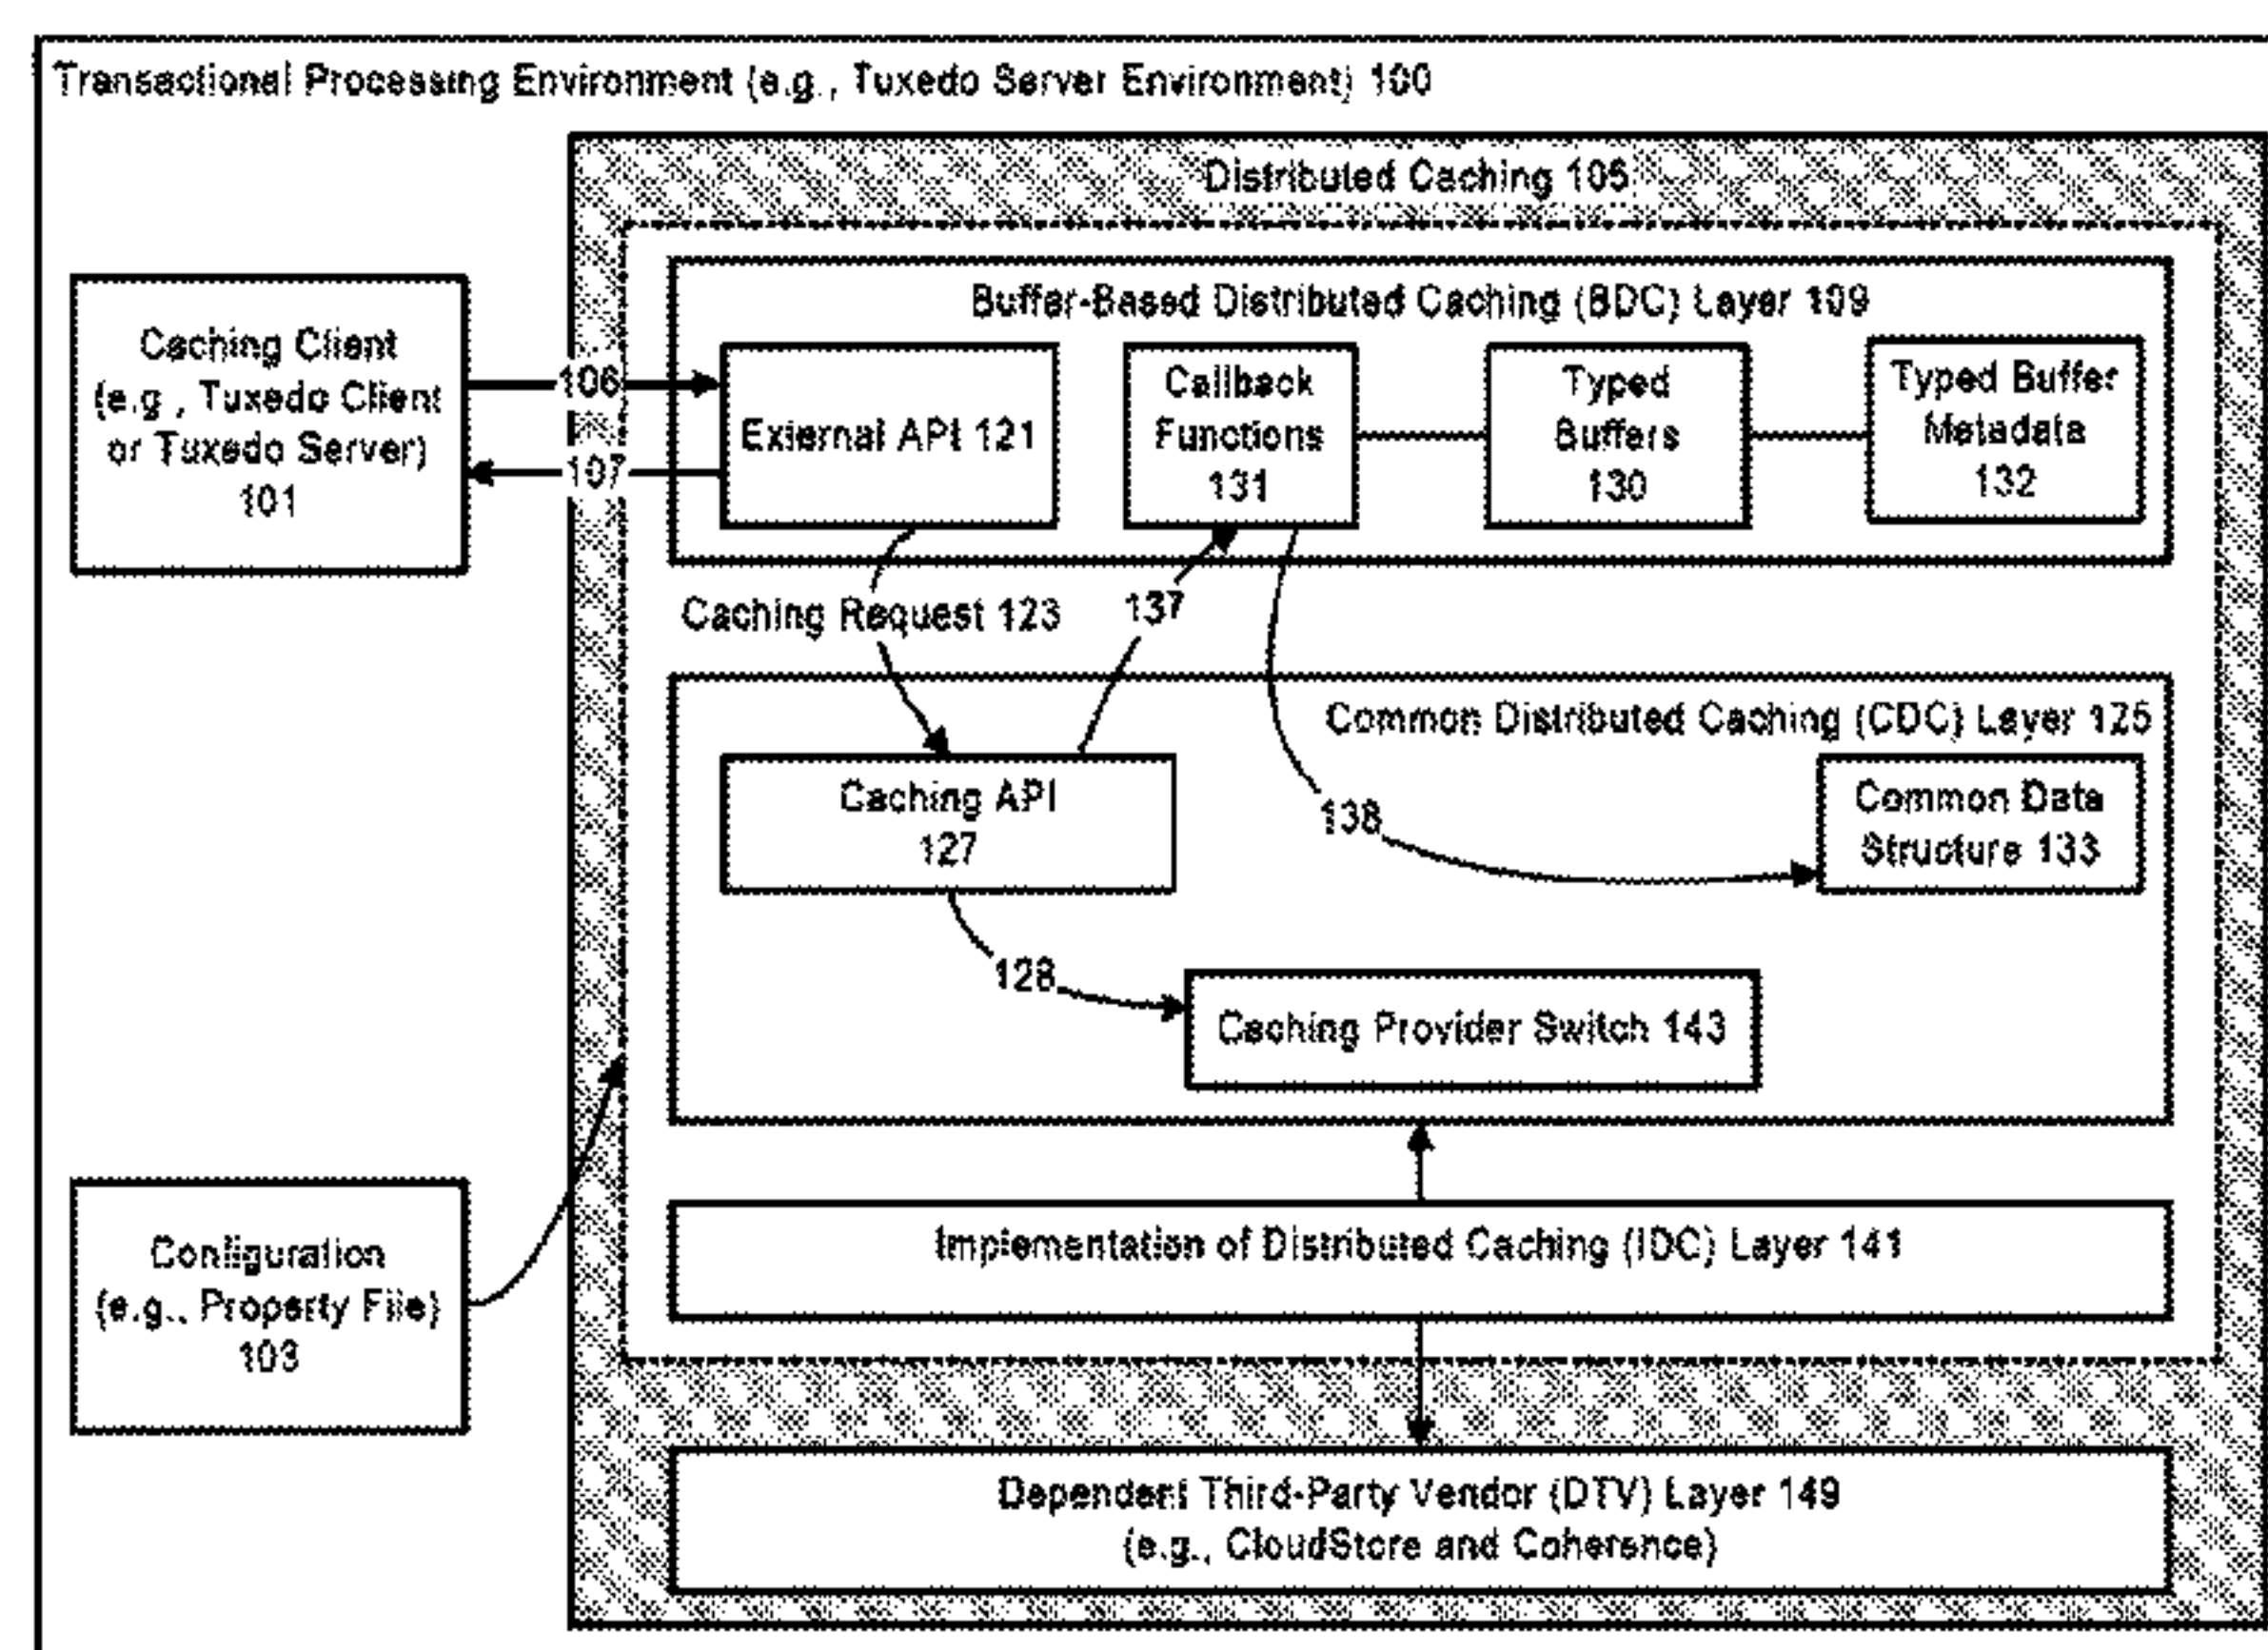 Transactional Processing Environment (e.g., Tuxedo Server Environment) 100
Distributed Caching 105
Buffer-Based Distributed Caching (BDC) Layer 109
Caching Client
(e.g., Tuxedo Client
or Tuxedo Server)
101
106
107
External API 121
Callback
Functions
131
Typed
Buffers
130
Typed Buffer
Metadata
132
Caching Request 123
137
Common Distributed Caching (CDC) Layer 125
Caching API
127
138
Common Data
Structure 133
128
Caching Provider Switch 143
Configuration
(e.g., Property File)
103
Implementation of Distributed Caching (IDC) Layer 141
Dependent Third-Party Vendor (DTV) Layer 149
(e.g., CloudStore and Coherence)